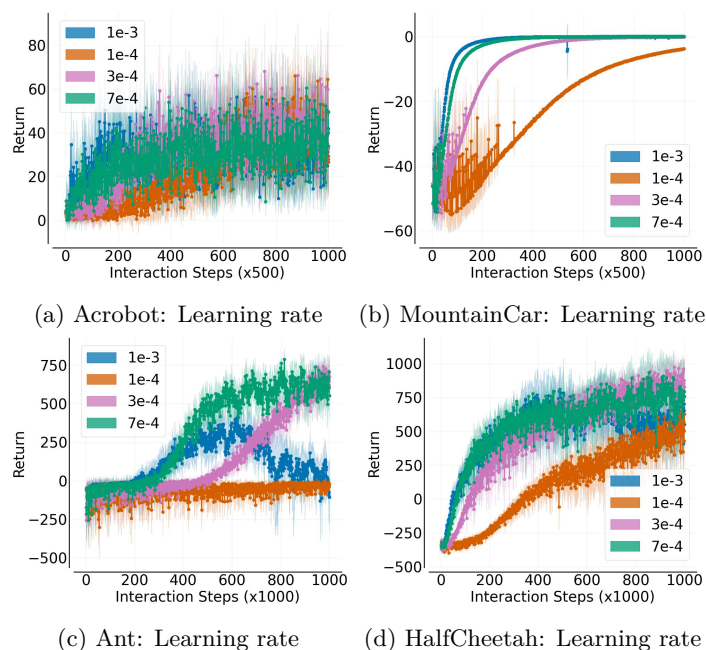 80
60
40
20
0
Return
1e-3
1e-4
3e-4
7e-4
0 200 400 600 800 1000
Interaction Steps (x500)
(a) Acrobot: Learning rate
0
−20
−40
−60
Return
1e-3
1e-4
3e-4
7e-4
0 200 400 600 800 1000
Interaction Steps (x500)
(b) MountainCar: Learning rate
750
500
250
0
−250
−500
Return
1e-3
1e-4
3e-4
7e-4
0 200 400 600 800 1000
Interaction Steps (x1000)
(c) Ant: Learning rate
1000
750
500
250
0
−250
−500
Return
1e-3
1e-4
3e-4
7e-4
0 200 400 600 800 1000
Interaction Steps (x1000)
(d) HalfCheetah: Learning rate